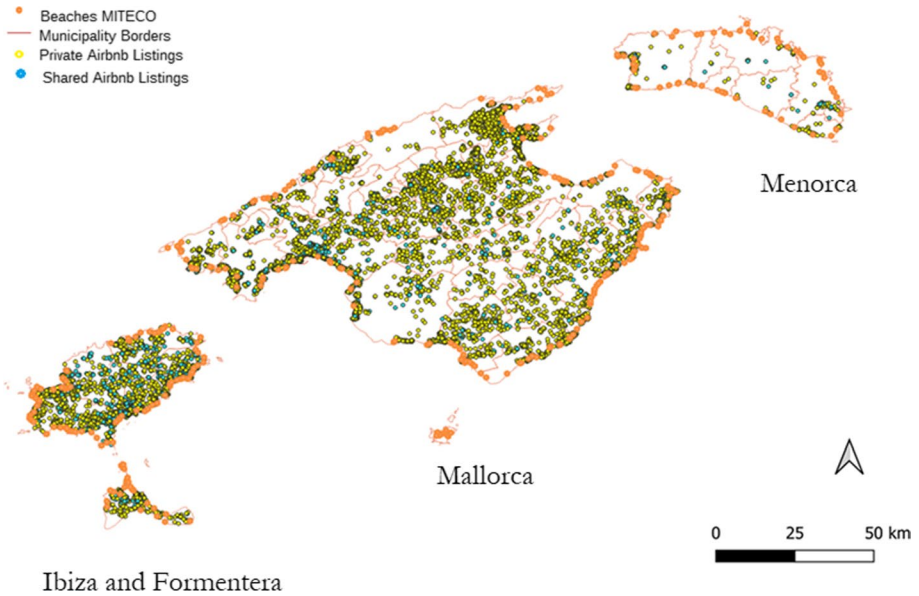 Beaches MITECO
Municipality Borders
Private Airbnb Listings
Shared Airbnb Listings
Menorca
Mallorca
0 25 50 km
Ibiza and Formentera